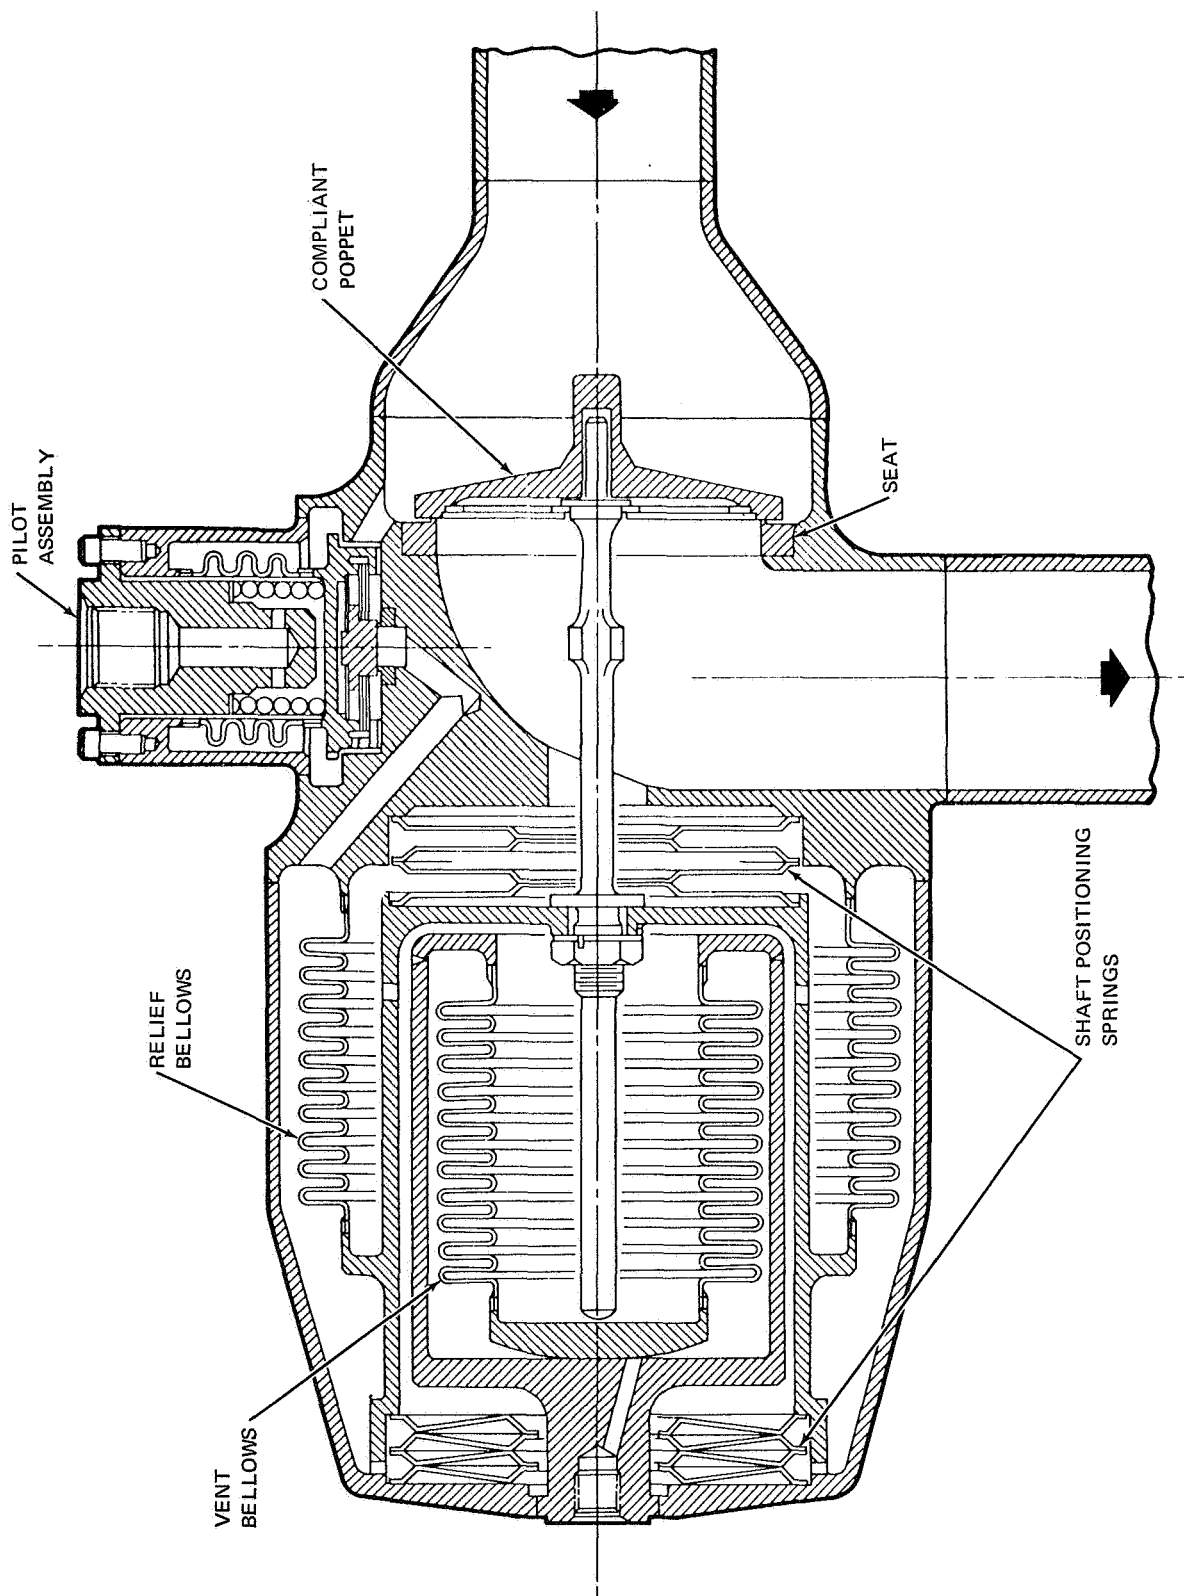 PILOT
ASSEMBLY
COMPLIANT
POPPET
SEAT
RELIEF
BELLOWS
SHAFT POSITIONING
SPRINGS
VENT
BELLOWS